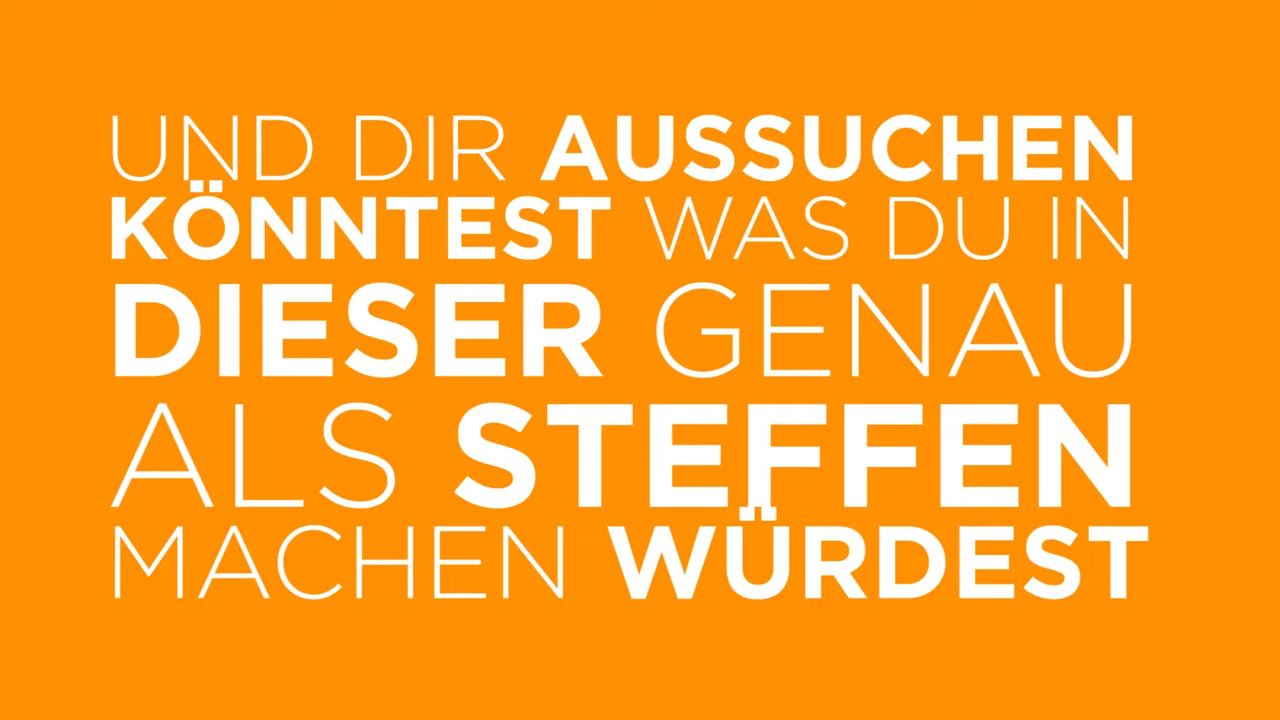 UND DIR AUSSUCHEN
KÖNNTEST WAS DU IN
DIESER GENAU
ALS STEFFEN
MACHEN WÜRDEST